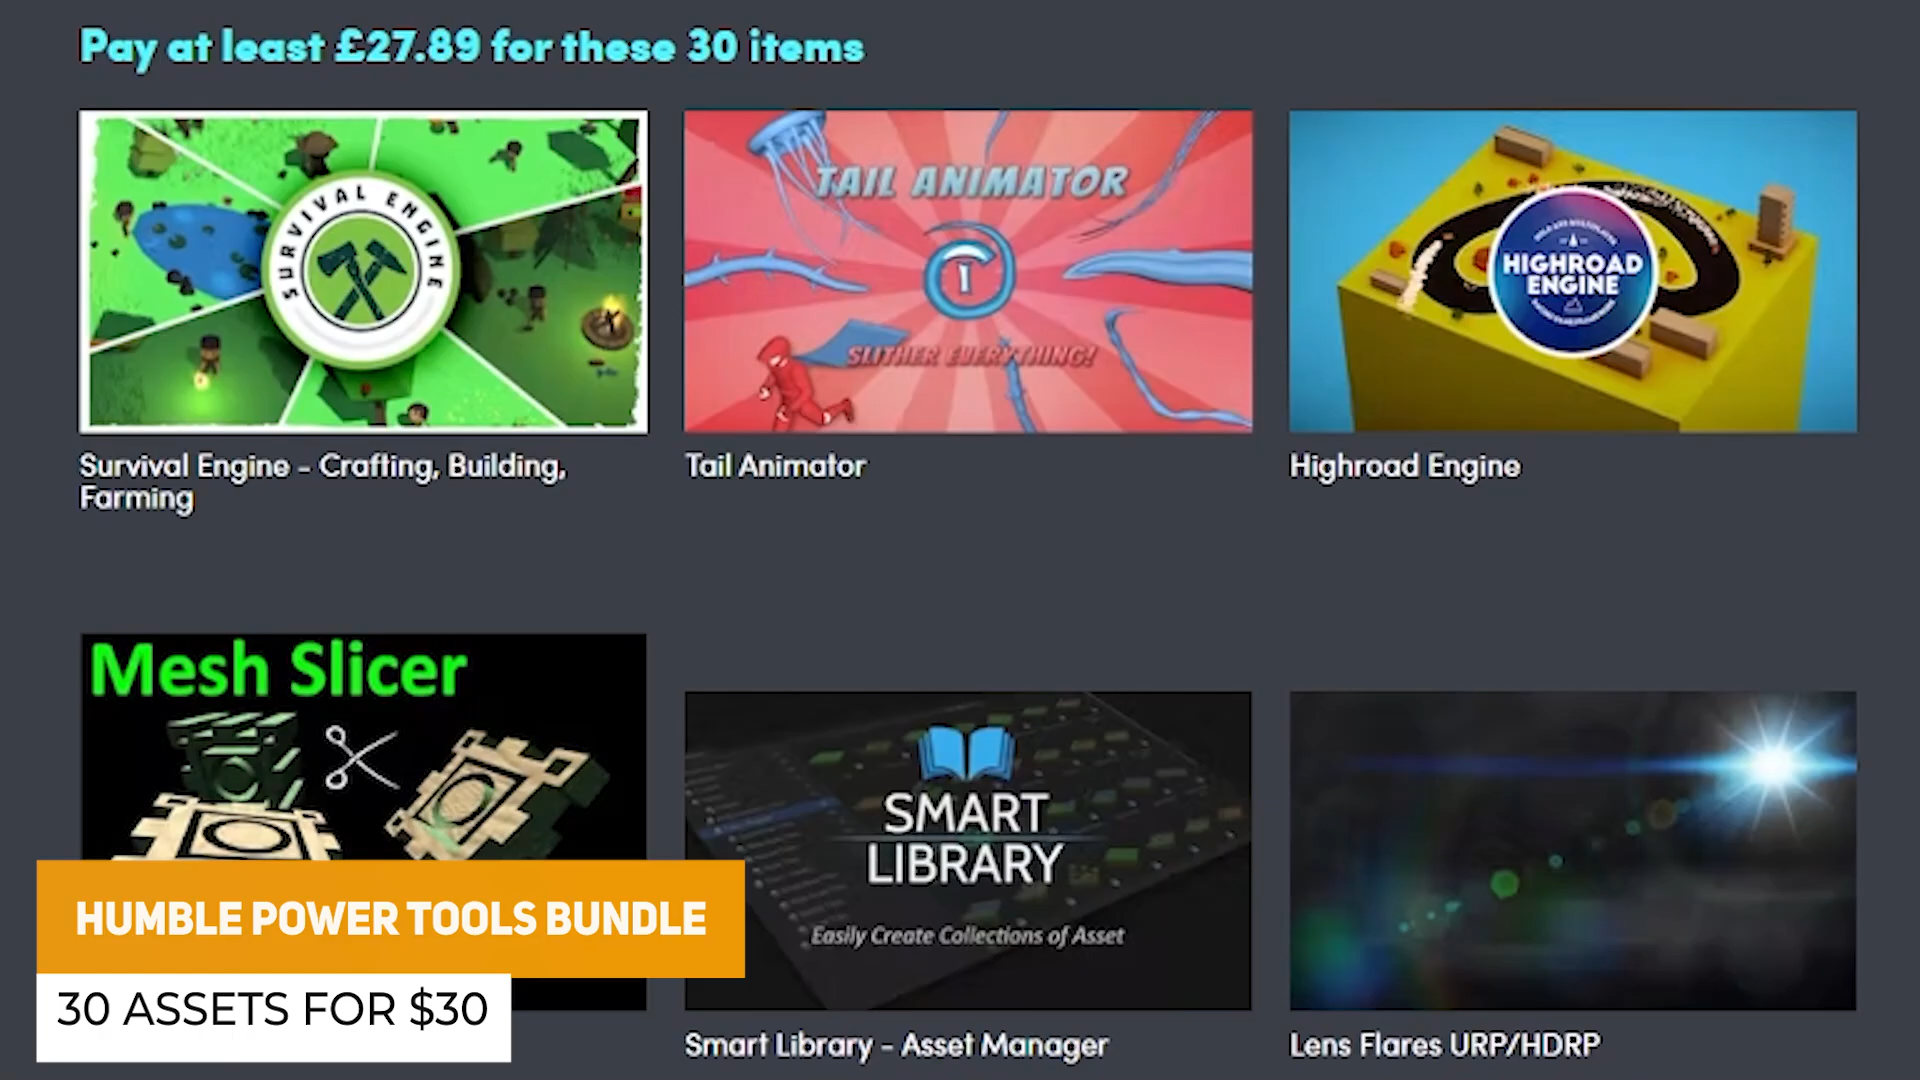 Pay at least £27.89 for these 30 items
SURVIVAL ENGINE
TAIL ANIMATOR
SLITHER EVERYTHING!
HIGHROAD
ENGINE
Survival Engine - Crafting, Building,
Farming
Tail Animator
Highroad Engine
Mesh Slicer
SMART
LIBRARY
Easily Create Collections of Asset
HUMBLE POWER TOOLS BUNDLE
30 ASSETS FOR $30
Smart Library - Asset Manager
Lens Flares URP/HDRP